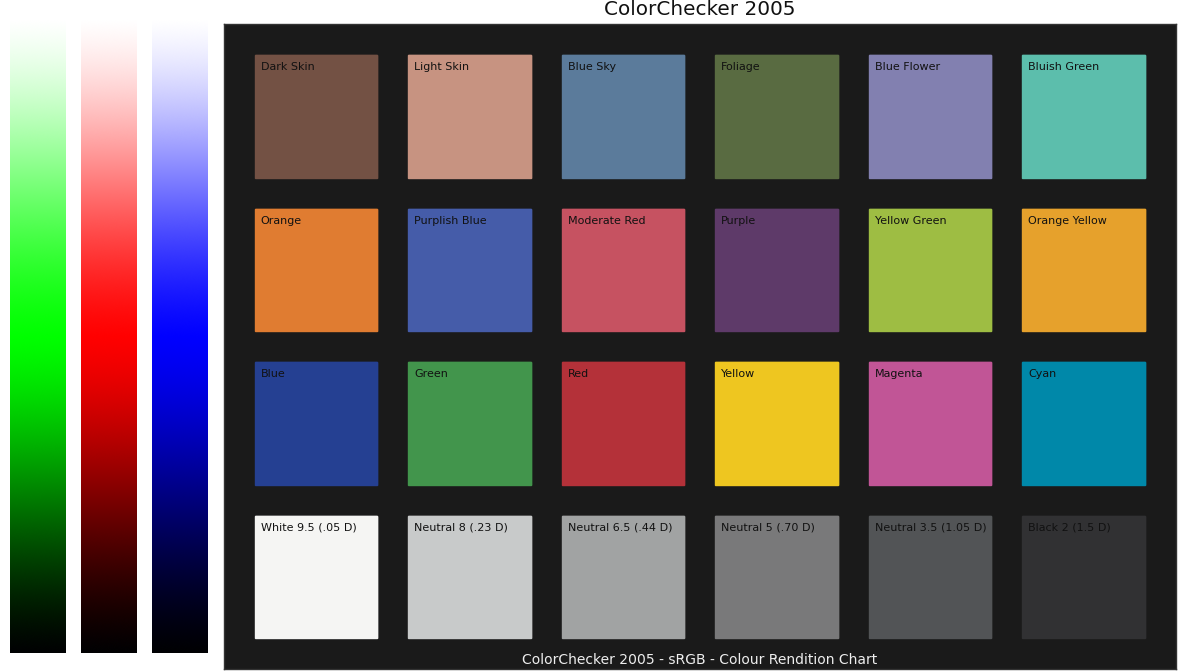 ColorChecker 2005
Dark Skin
Light Skin
Blue Sky
Foliage
Blue Flower
Bluish Green
Orange
Purplish Blue
Moderate Red
Purple
Yellow Green
Orange Yellow
Blue
Green
Red
Yellow
Magenta
Cyan
White 9.5 (.05 D)
Neutral 8 (.23 D)
Neutral 6.5 (.44 D)
Neutral 5 (.70 D)
Neutral 3.5 (1.05 D)
Black 2 (1.5 D)
ColorChecker 2005 - sRGB - Colour Rendition Chart